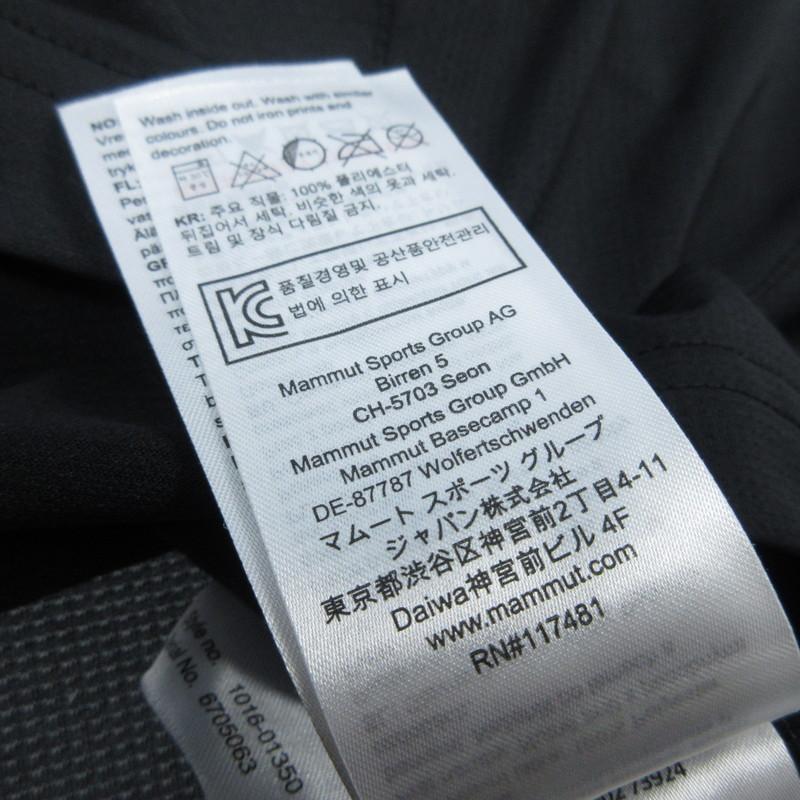 Wash inside out. Wash with similar
colours. Do not iron prints and
decoration
KR: 주요 직물: 100% 폴리에스터
뒤집어서 세탁. 비슷한 색의 옷과 세탁.
트림 및 장식 다림질 금지.
품질경영및 공산품안전관리
법에 의한 표시
Mammut Sports Group AG
Birren 5
CH-5703 Seon
Mammut Sports Group GmbH
Mammut Basecamp 1
DE-87787 Wolfertschwenden
マムート スポーツ グループ
ジャパン株式会社
東京都渋谷区神宮前2丁目4-11
Daiwa神宮前ビル 4F
www.mammut.com
RN#117481
NO:
FL:
no. 1016-01350
No. 6705063